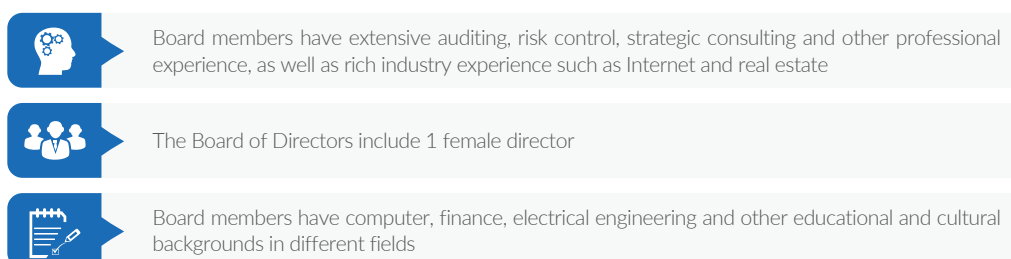 Board members have extensive auditing, risk control, strategic consulting and other professional
experience, as well as rich industry experience such as Internet and real estate
The Board of Directors include 1 female director
Board members have computer, finance, electrical engineering and other educational and cultural
backgrounds in different fields